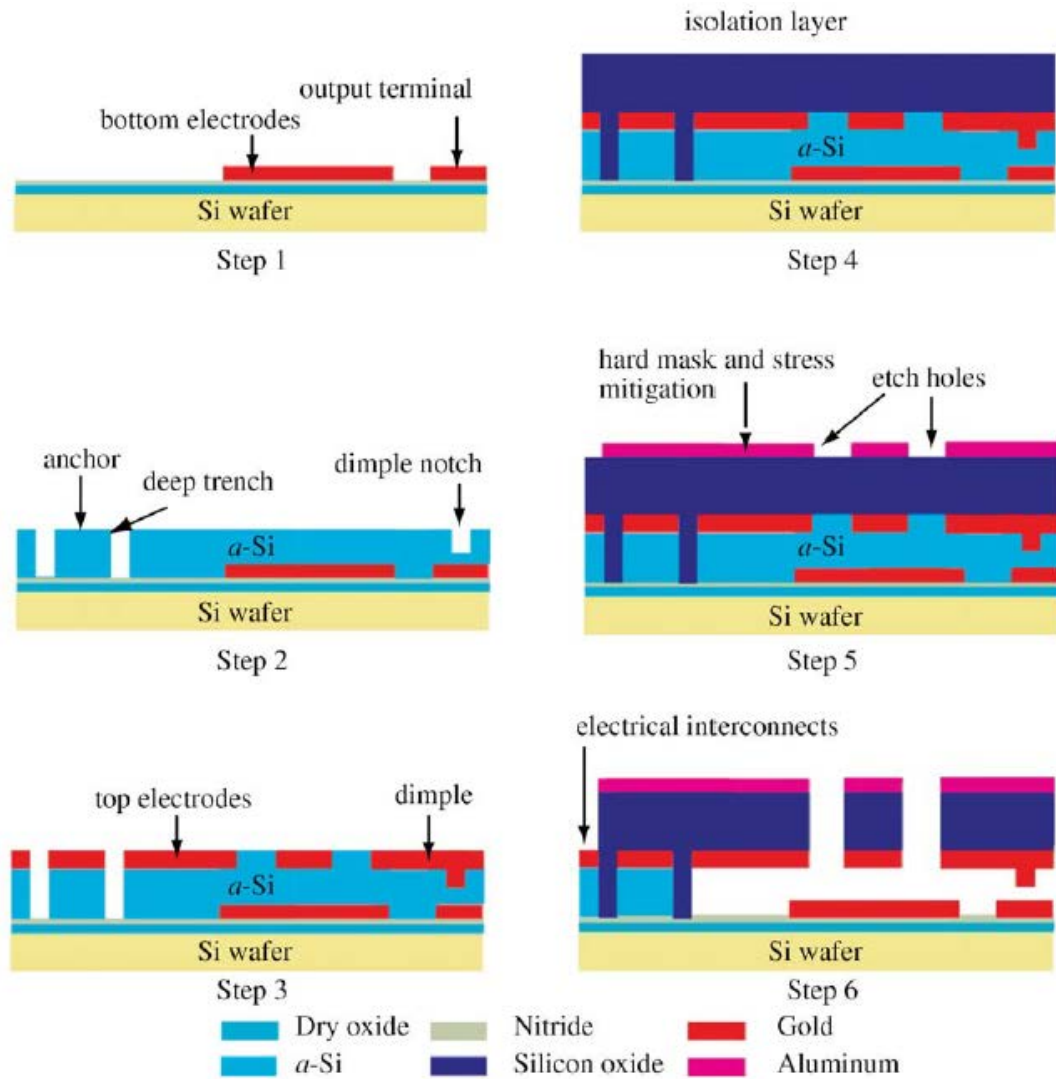 output terminal
bottom electrodes
Si wafer
Step 1
anchor
deep trench
dimple notch
a-Si
Si wafer
Step 2
top electrodes
dimple
a-Si
Si wafer
Step 3
isolation layer
a-Si
Si wafer
Step 4
hard mask and stress
mitigation
etch holes
a-Si
Si wafer
Step 5
electrical interconnects
Si wafer
Step 6
Dry oxide
Nitride
Gold
a-Si
Silicon oxide
Aluminum